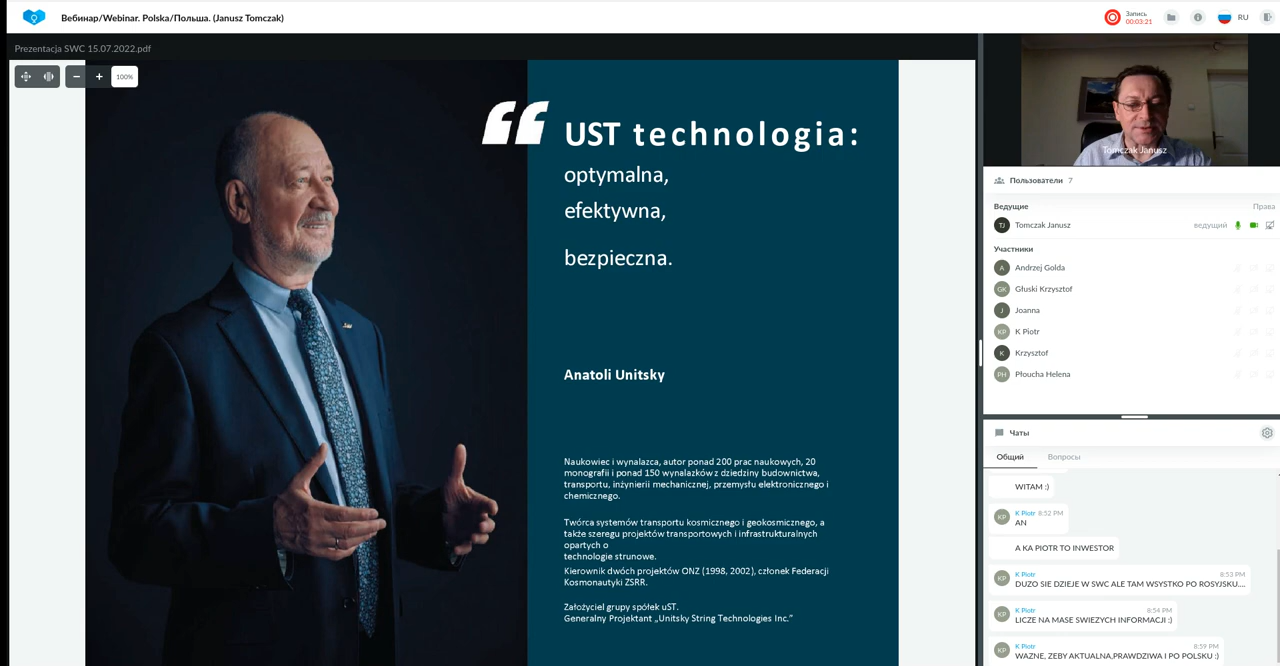 Вебинар/Webinar. Polska/Польша. (Janusz Tomczak)
Запись
00:03:21
RU
Prezentacja SWC 15.07.2022.pdf
100%
UST technologia:
optymalna,
efektywna,
bezpieczna.
Anatoli Unitsky
Naukowiec i wynalazca, autor ponad 200 prac naukowych, 20
monografii i ponad 150 wynalazków z dziedziny budownictwa,
transportu, inżynierii mechanicznej, przemysłu elektronicznego i
chemicznego.
Twórca systemów transportu kosmicznego i geokosmicznego, a
także szeregu projektów transportowych i infrastrukturalnych
opartych o
technologie strunowe.
Kierownik dwóch projektów ONZ (1998, 2002), członek Federacji
Kosmonautyki ZSRR.
Założyciel grupy spółek uST.
Generalny Projektant „Unitsky String Technologies Inc.”
Tomczak Janusz
Пользователи 7
Ведущие Права
TJ Tomczak Janusz ведущий
Участники
A Andrzej Golda
GK Głuski Krzysztof
J Joanna
KP K Piotr
K Krzysztof
PH Płoucha Helena
Чаты
Общий Вопросы
WITAM :)
KP K Piotr 8:52 PM
AN
A KA PIOTR TO INWESTOR
KP K Piotr 8:53 PM
DUZO SIE DZIEJE W SWC ALE TAM WSYSTKO PO ROSYJSKU....
KP K Piotr 8:54 PM
LICZE NA MASE SWIEZYCH INFORMACJI :)
KP K Piotr 8:59 PM
WAZNE, ZEBY AKTUALNA,PRAWDZIWA I PO POLSKU :)